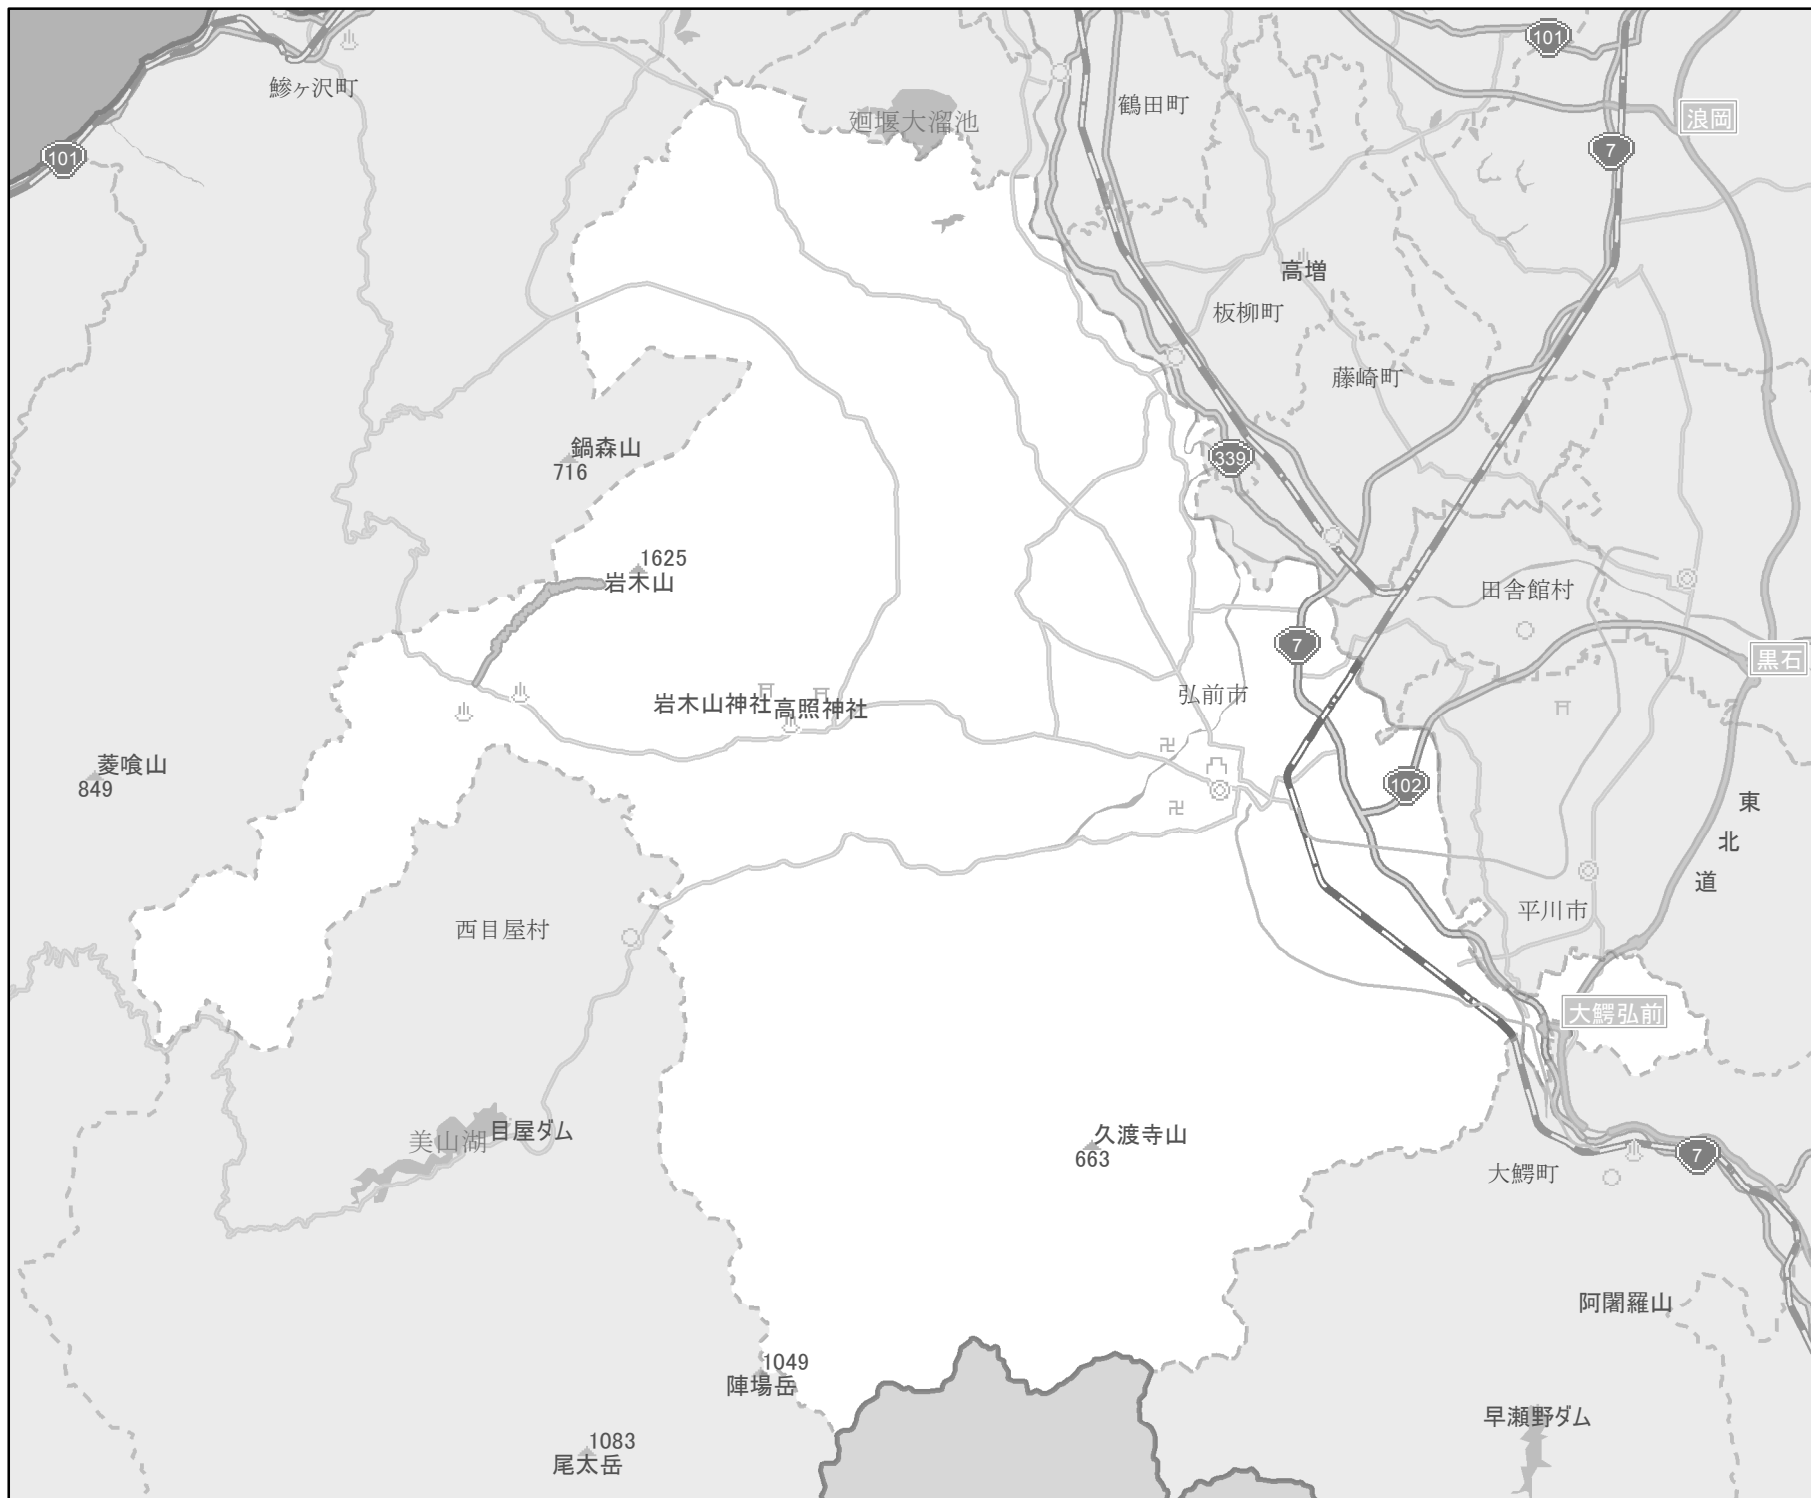 101
鰺ヶ沢町
鶴田町
廻堰大溜池
浪岡
101
7
高増
板柳町
藤崎町
鍋森山
716
339
1625
岩木山
田舎館村
7
黒石
弘前市
岩木山神社
高照神社
菱喰山
849
102
東北道
西目屋村
平川市
大鰐弘前
美山湖
目屋ダム
久渡寺山
663
7
大鰐町
阿闍羅山
1049
陣場岳
早瀬野ダム
1083
尾太岳